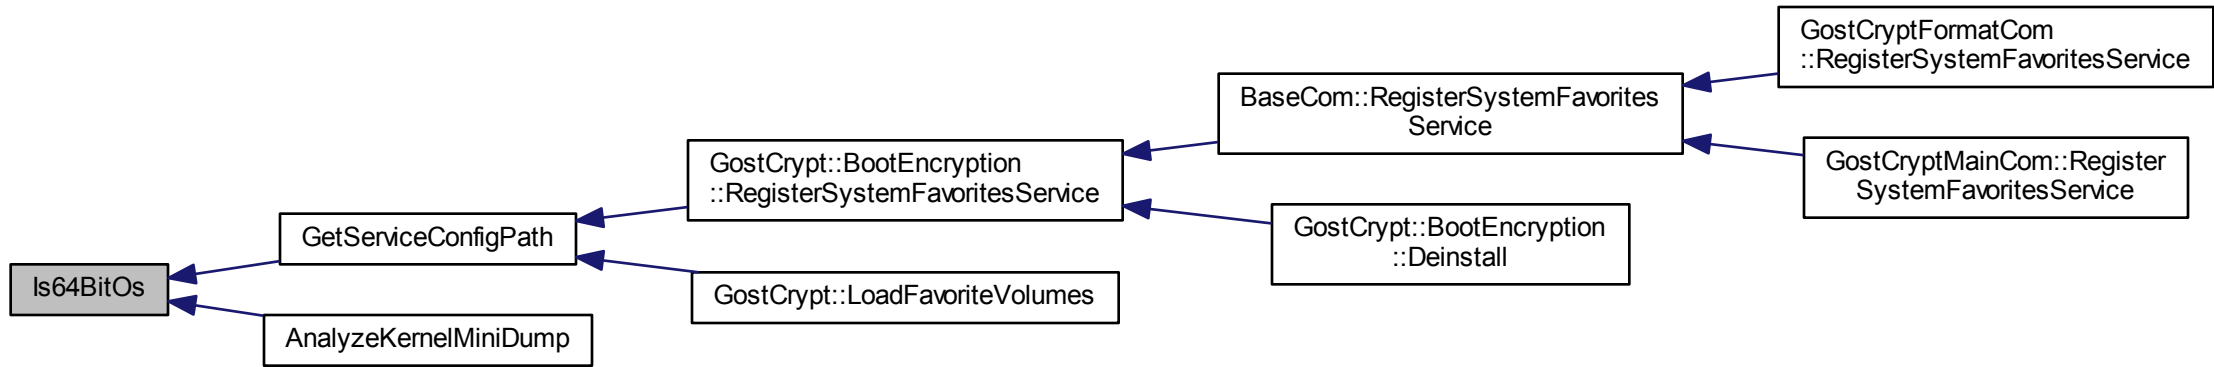 Is64BitOs
GetServiceConfigPath
AnalyzeKernelMiniDump
GostCrypt::BootEncryption
::RegisterSystemFavoritesService
GostCrypt::LoadFavoriteVolumes
BaseCom::RegisterSystemFavorites
Service
GostCrypt::BootEncryption
::Deinstall
GostCryptFormatCom
::RegisterSystemFavoritesService
GostCryptMainCom::Register
SystemFavoritesService